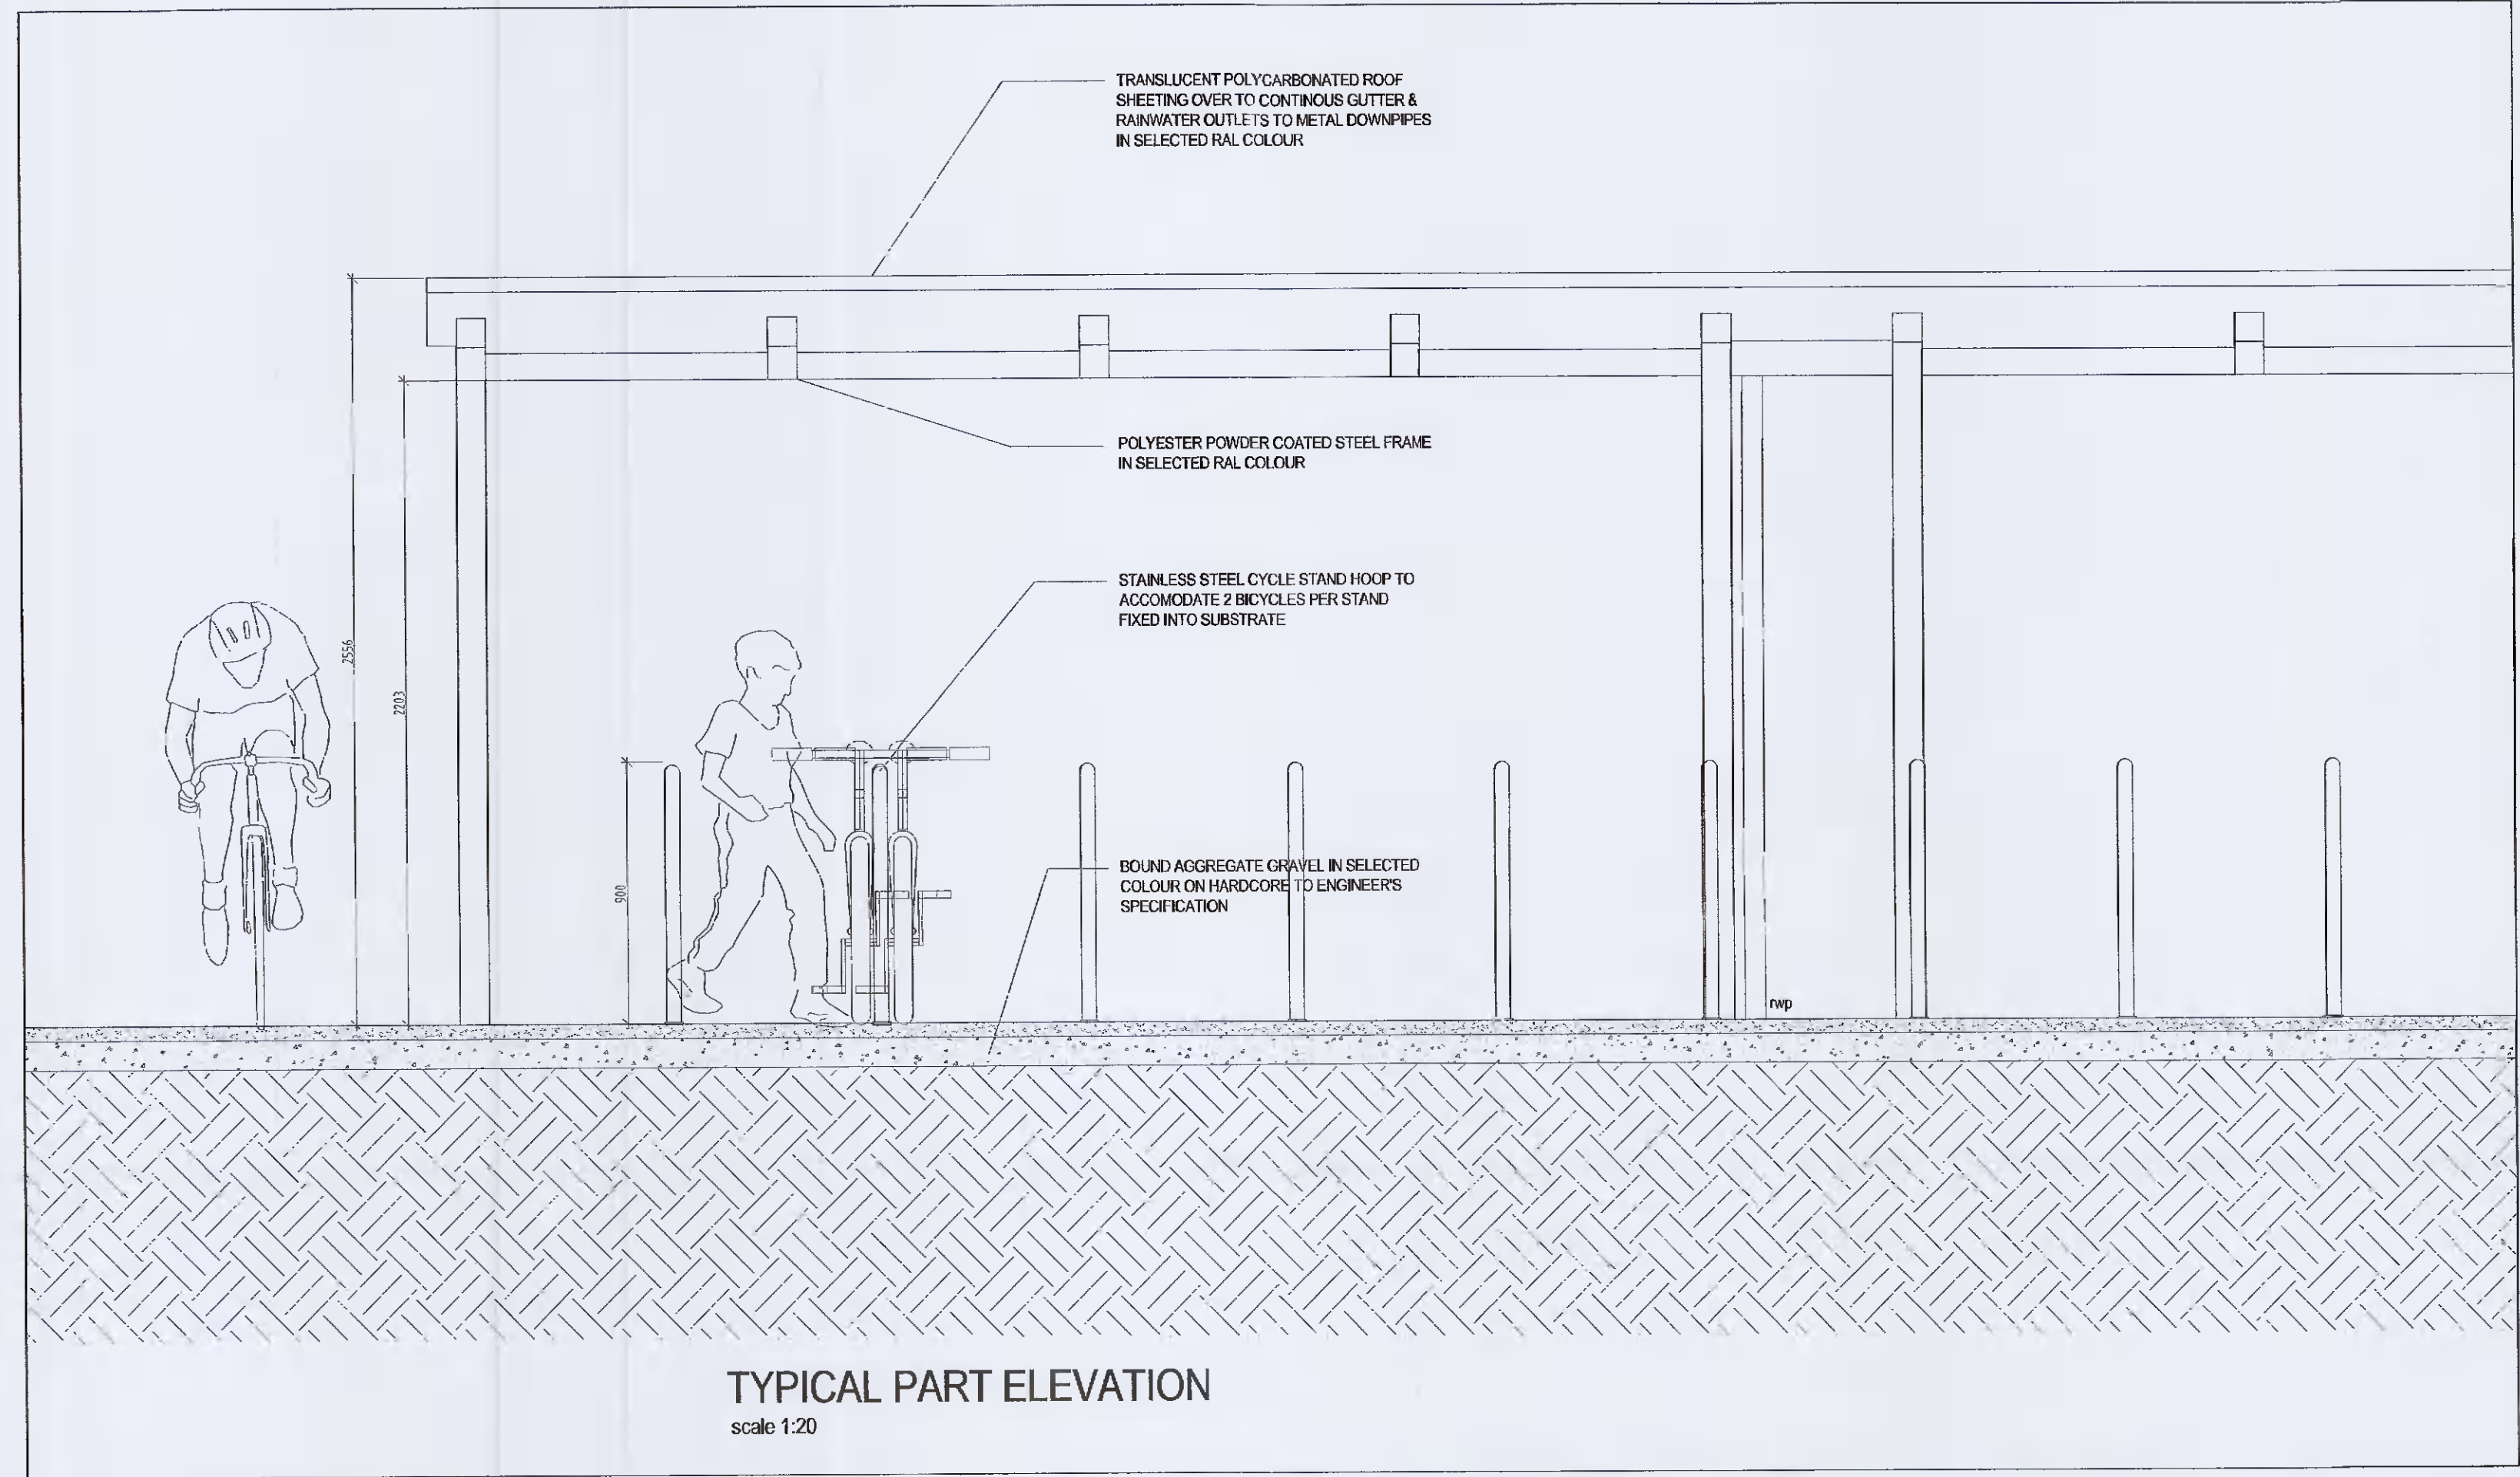 TRANSLUCENT POLYCARBONATED ROOF
SHEETING OVER TO CONTINOUS GUTTER &
RAINWATER OUTLETS TO METAL DOWNPIPES
IN SELECTED RAL COLOUR
POLYESTER POWDER COATED STEEL FRAME
IN SELECTED RAL COLOUR
STAINLESS STEEL CYCLE STAND HOOP TO
ACCOMODATE 2 BICYCLES PER STAND
FIXED INTO SUBSTRATE
2556
2203
900
BOUND AGGREGATE GRAVEL IN SELECTED
COLOUR ON HARDCORE TO ENGINEER'S
SPECIFICATION
rwp
TYPICAL PART ELEVATION
scale 1:20